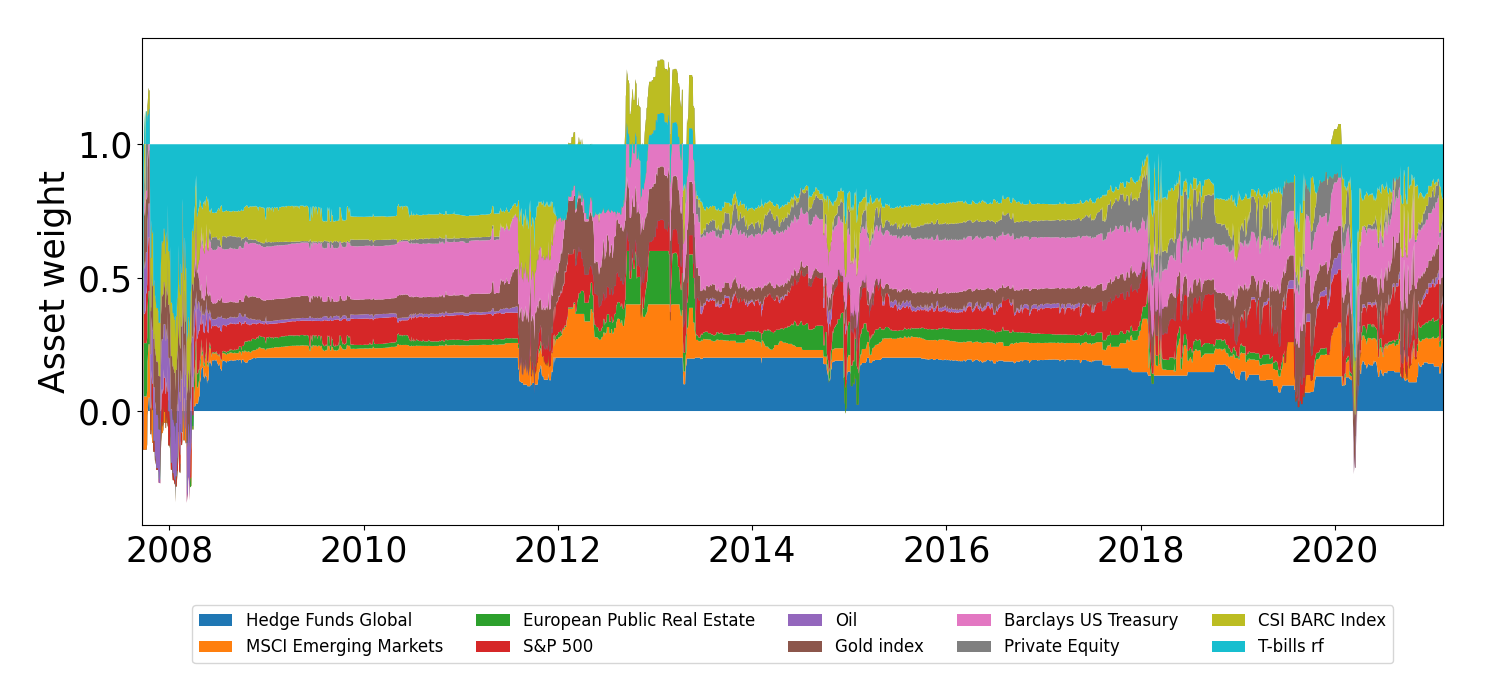 Asset weight
1.0
0.5
0.0
2008 2010 2012 2014 2016 2018 2020
Hedge Funds Global European Public Real Estate Oil Barclays US Treasury CSI BARC Index
MSCI Emerging Markets S&P 500 Gold index Private Equity T-bills rf